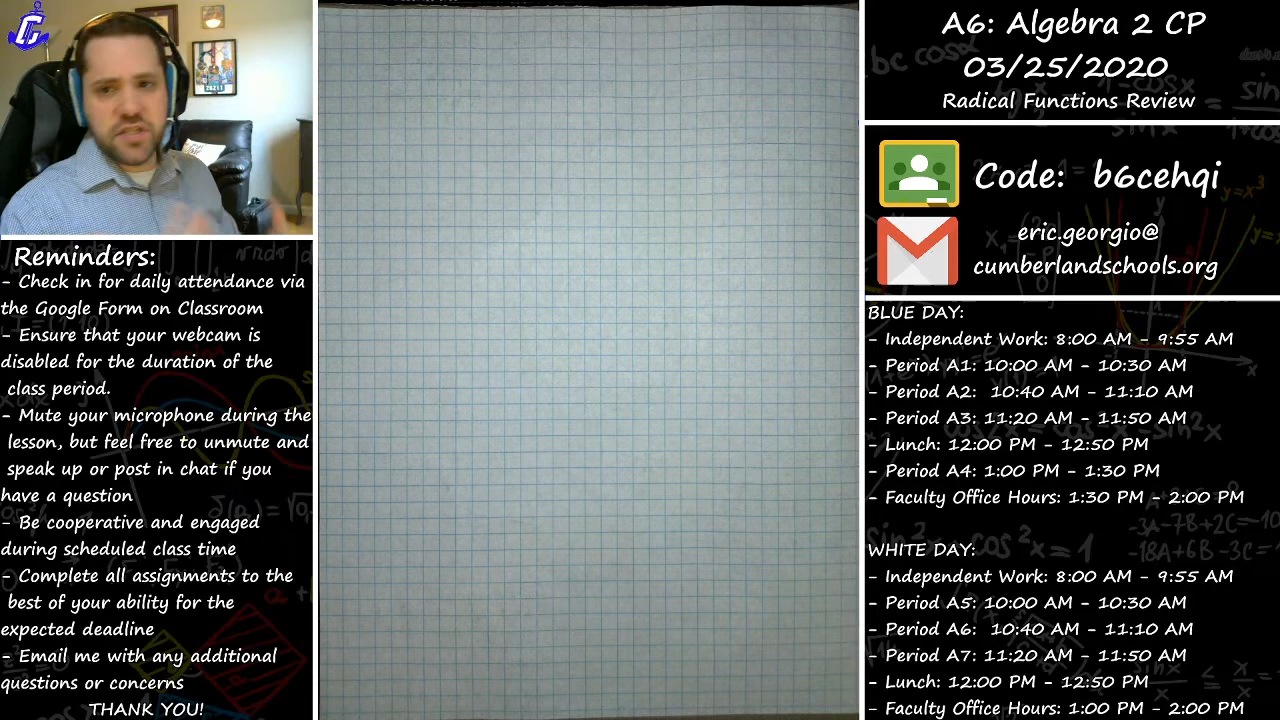 Reminders:
- Check in for daily attendance via
the Google Form on Classroom
- Ensure that your webcam is
disabled for the duration of the
class period.
- Mute your microphone during the
lesson, but feel free to unmute and
speak up or post in chat if you
have a question
- Be cooperative and engaged
during scheduled class time
- Complete all assignments to the
best of your ability for the
expected deadline
- Email me with any additional
questions or concerns
THANK YOU!
A6: Algebra 2 CP
03/25/2020
Radical Functions Review
Code: b6cehqi
eric.georgio@
cumberlandschools.org
BLUE DAY:
- Independent Work: 8:00 AM - 9:55 AM
- Period A1: 10:00 AM - 10:30 AM
- Period A2: 10:40 AM - 11:10 AM
- Period A3: 11:20 AM - 11:50 AM
- Lunch: 12:00 PM - 12:50 PM
- Period A4: 1:00 PM - 1:30 PM
- Faculty Office Hours: 1:30 PM - 2:00 PM
WHITE DAY:
- Independent Work: 8:00 AM - 9:55 AM
- Period A5: 10:00 AM - 10:30 AM
- Period A6: 10:40 AM - 11:10 AM
- Period A7: 11:20 AM - 11:50 AM
- Lunch: 12:00 PM - 12:50 PM
- Faculty Office Hours: 1:00 PM - 2:00 PM